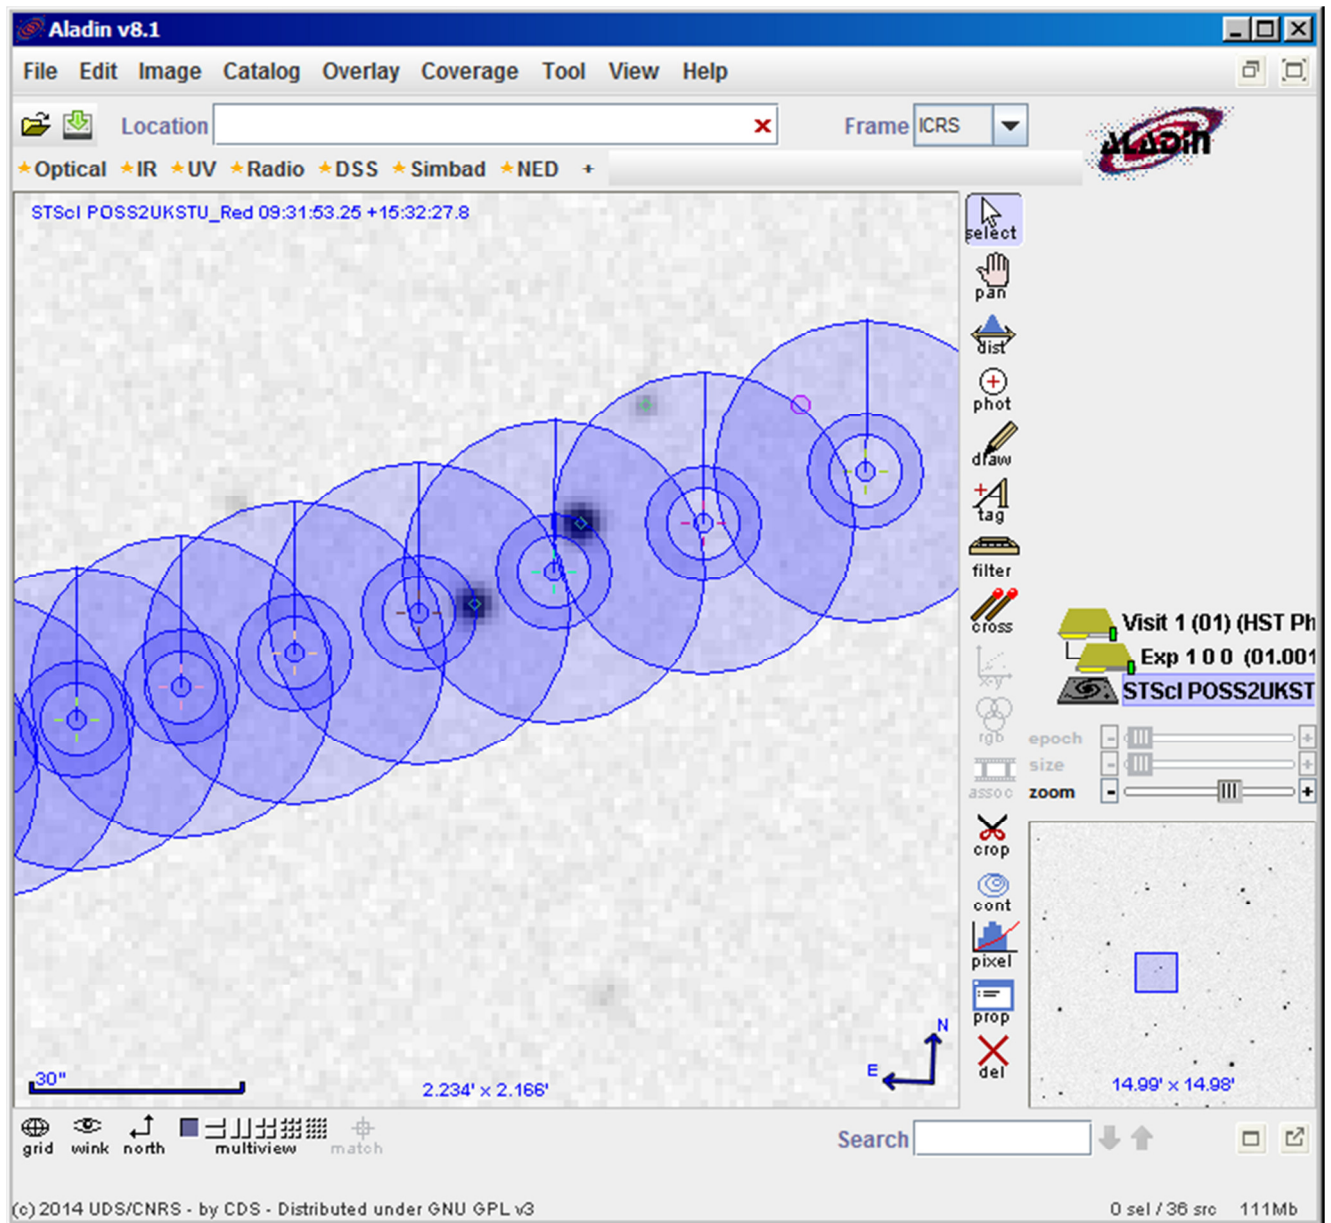 Aladin v8.1
File Edit Image Catalog Overlay Coverage Tool View Help
Location Frame ICRS
ALADIN
Optical IR UV Radio DSS Simbad NED +
STScI POSS2UKSTU_Red 09:31:53.25 +15:32:27.8
select
pan
dist
phot
draw
tag
filter
cross
x-y
rgb
assoc
crop
cont
pixel
prop
del
Visit 1 (01) (HST Ph
Exp 1 0 0 (01.001
STScI POSS2UKST
epoch - +
size - +
zoom - +
N
E
30"
2.234' x 2.166'
14.99' x 14.98'
grid wink north multiview match
Search
(c) 2014 UDS/CNRS - by CDS - Distributed under GNU GPL v3 0 sel / 36 src 111Mb